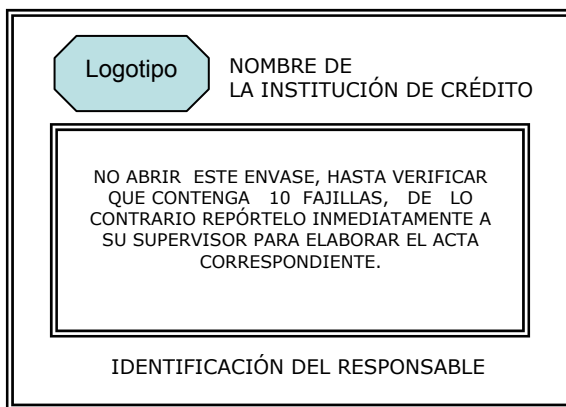 Logotipo
NOMBRE DE
LA INSTITUCIÓN DE CRÉDITO
NO ABRIR ESTE ENVASE, HASTA VERIFICAR
QUE CONTENGA 10 FAJILLAS, DE LO
CONTRARIO REPÓRTELO INMEDIATAMENTE A
SU SUPERVISOR PARA ELABORAR EL ACTA
CORRESPONDIENTE.
IDENTIFICACIÓN DEL RESPONSABLE